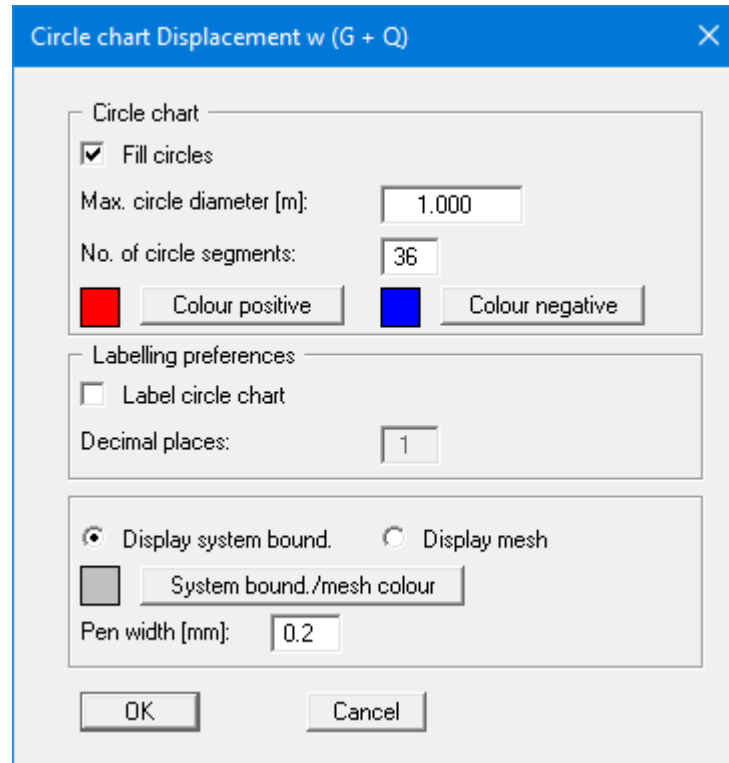 Circle chart Displacement w (G + Q)
Circle chart
Fill circles
Max. circle diameter [m]: 1.000
No. of circle segments: 36
Colour positive Colour negative
Labelling preferences
Label circle chart
Decimal places: 1
Display system bound. Display mesh
System bound./mesh colour
Pen width [mm]: 0.2
OK Cancel